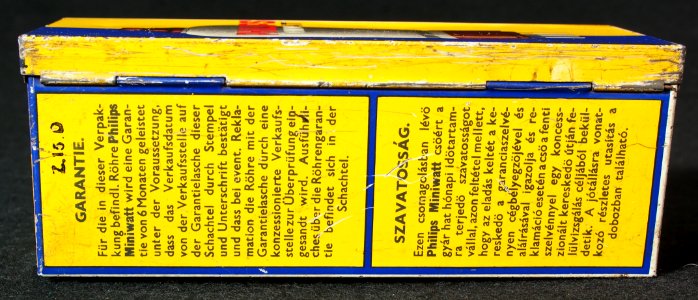 Z.15.D
GARANTIE.
Für die in dieser Verpak-
kung befindl. Röhre Philips
Miniwatt wird eine Garan-
tie von 6 Monaten geleistet
unter der Voraussetzung,
dass das Verkaufsdatum
von der Verkaufsstelle auf
der Garantielasche dieser
Schachtel durch Stempel
und Unterschrift bestätigt
und dass bei event. Rekla-
mation die Röhre mit der
Garantielasche durch eine
konzessionierte Verkaufs-
stelle zur Überprüfung ein-
gesandt wird. Ausführli-
ches über die Röhrengaran-
tie befindet sich in der
Schachtel.
SZAVATOSSÁG.
Ezen csomagolásban lévő
Philips Miniwatt csőért a
gyár hat hónapi időtartam-
ra terjedő szavatosságot
vállal, azon feltétel mellett,
hogy az eladás keltét a ke-
reskedő a garanciaszelvé-
nyen cégbélyegzőjével és
aláírásával igazolja és re-
klamáció esetén a cső a fenti
szelvénnyel egy koncessz-
zionált kereskedő útján fe-
lülvizsgálás céljából bekül-
detik. A jótállásra vonat-
kozó részletes utasítás a
dobozban található.